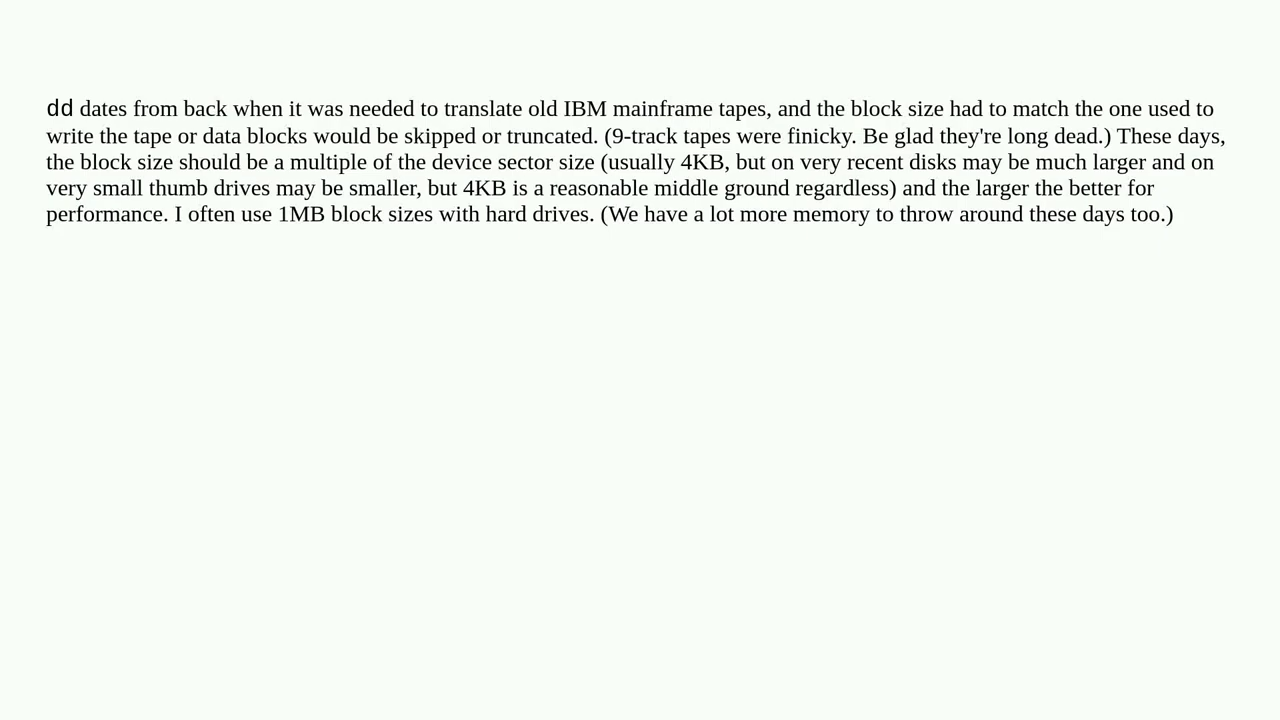 dd dates from back when it was needed to translate old IBM mainframe tapes, and the block size had to match the one used to
write the tape or data blocks would be skipped or truncated. (9-track tapes were finicky. Be glad they're long dead.) These days,
the block size should be a multiple of the device sector size (usually 4KB, but on very recent disks may be much larger and on
very small thumb drives may be smaller, but 4KB is a reasonable middle ground regardless) and the larger the better for
performance. I often use 1MB block sizes with hard drives. (We have a lot more memory to throw around these days too.)